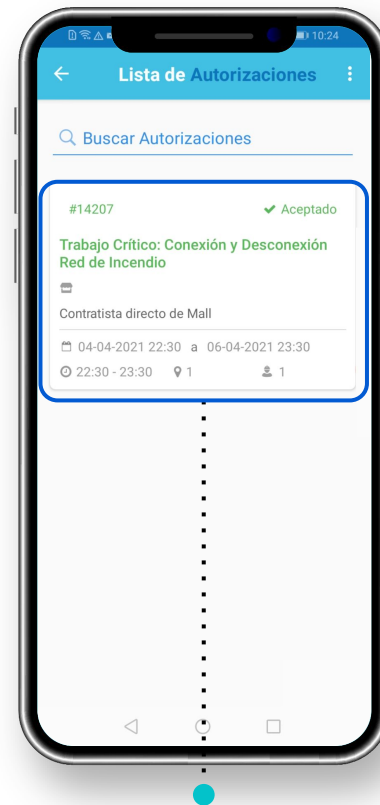 10:24
Lista de Autorizaciones
Buscar Autorizaciones
#14207 Aceptado
Trabajo Crítico: Conexión y Desconexión
Red de Incendio
Contratista directo de Mall
04-04-2021 22:30 a 06-04-2021 23:30
22:30 - 23:30 1 1